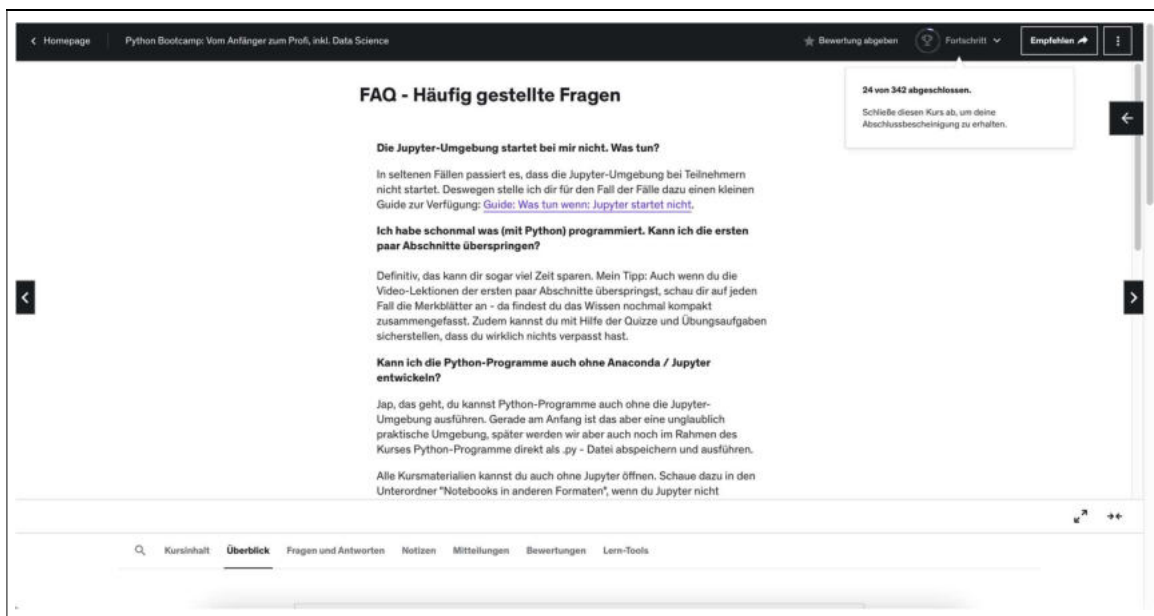 Homepage
Python Bootcamp: Vom Anfänger zum Profi, inkl. Data Science
Bewertung abgeben
Fortschritt
Empfehlen
24 von 342 abgeschlossen.
Schließe diesen Kurs ab, um deine
Abschlussbescheinigung zu erhalten.
FAQ - Häufig gestellte Fragen
Die Jupyter-Umgebung startet bei mir nicht. Was tun?
In seltenen Fällen passiert es, dass die Jupyter-Umgebung bei Teilnehmern
nicht startet. Deswegen stelle ich dir für den Fall der Fälle dazu einen kleinen
Guide zur Verfügung: Guide: Was tun wenn: Jupyter startet nicht.
Ich habe schonmal was (mit Python) programmiert. Kann ich die ersten
paar Abschnitte überspringen?
Definitiv, das kann dir sogar viel Zeit sparen. Mein Tipp: Auch wenn du die
Video-Lektionen der ersten paar Abschnitte überspringst, schau dir auf jeden
Fall die Merkblätter an - da findest du das Wissen nochmal kompakt
zusammengefasst. Zudem kannst du mit Hilfe der Quizze und Übungsaufgaben
sicherstellen, dass du wirklich nichts verpasst hast.
Kann ich die Python-Programme auch ohne Anaconda / Jupyter
entwickeln?
Jap, das geht, du kannst Python-Programme auch ohne die Jupyter-
Umgebung ausführen. Gerade am Anfang ist das aber eine unglaublich
praktische Umgebung, später werden wir aber auch noch im Rahmen des
Kurses Python-Programme direkt als .py - Datei abspeichern und ausführen.
Alle Kursmaterialien kannst du auch ohne Jupyter öffnen. Schaue dazu in den
Unterordner "Notebooks in anderen Formaten", wenn du Jupyter nicht
Kursinhalt
Überblick
Fragen und Antworten
Notizen
Mitteilungen
Bewertungen
Lern-Tools